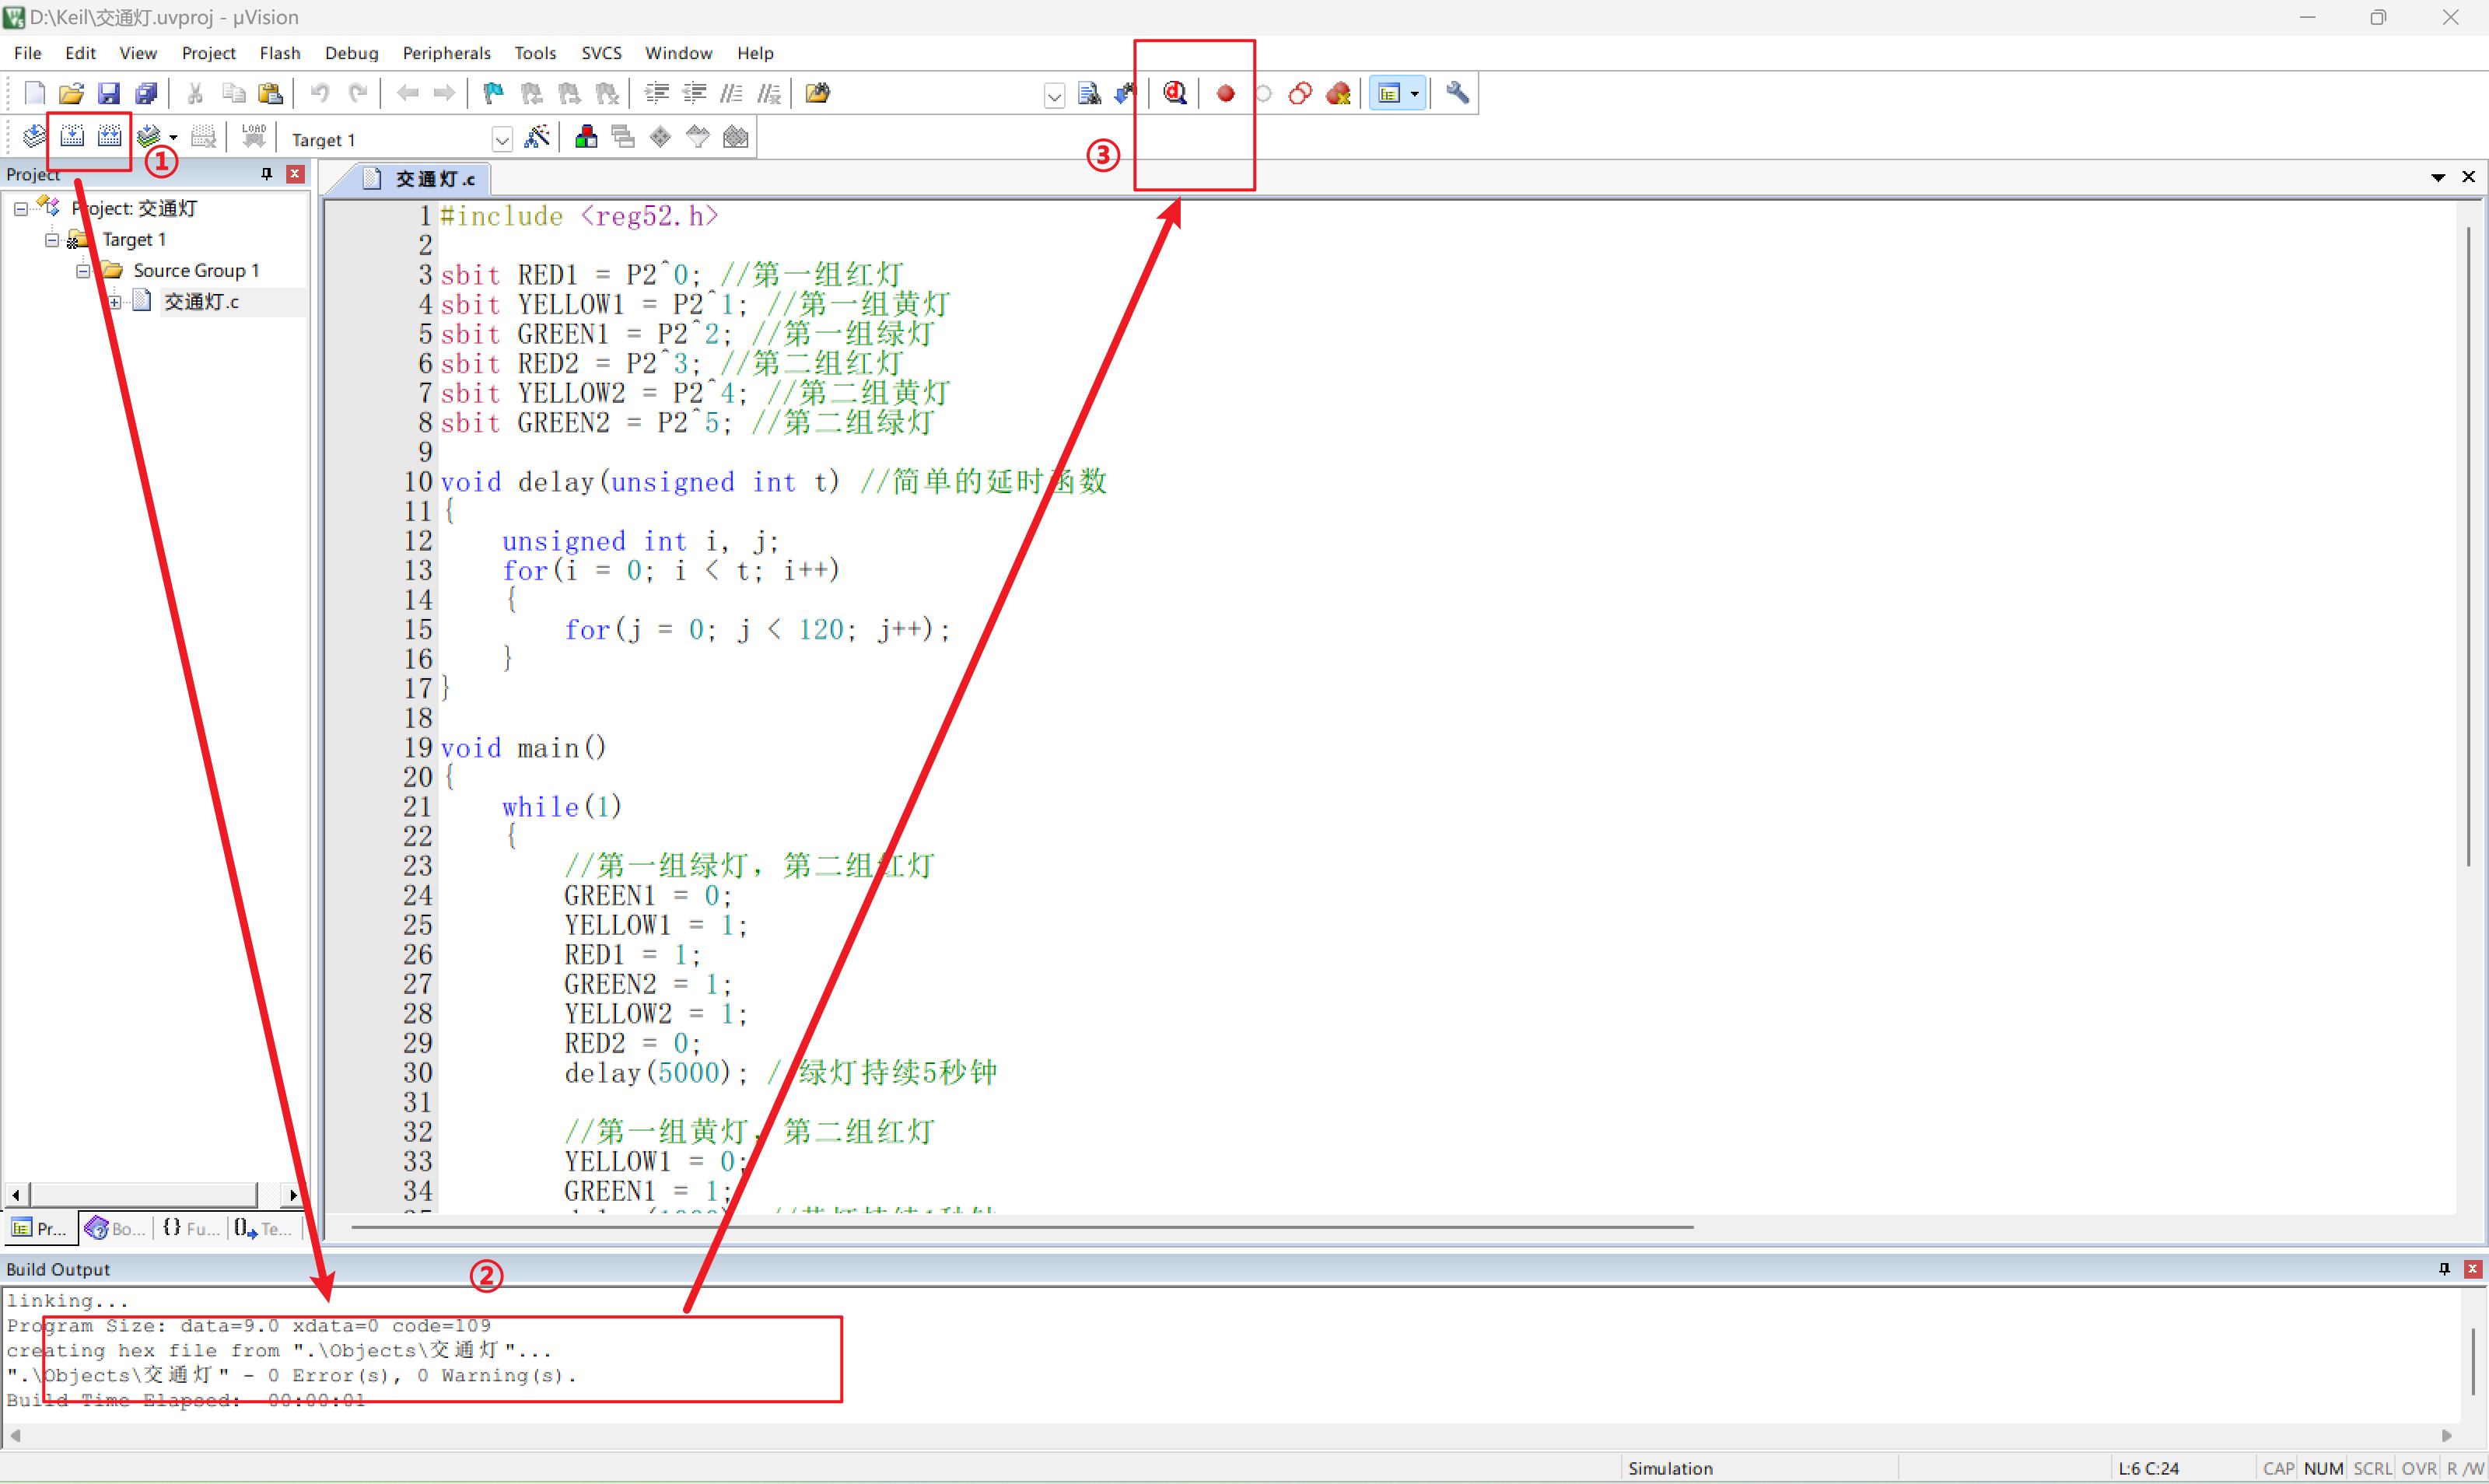 D:\Keil\交通灯.uvproj - µVision
File Edit View Project Flash Debug Peripherals Tools SVCS Window Help
LOAD Target 1
①
③
Project
交通灯.c
Project: 交通灯
Target 1
Source Group 1
交通灯.c
1 #include <reg52.h>
2
3 sbit RED1 = P2^0; //第一组红灯
4 sbit YELLOW1 = P2^1; //第一组黄灯
5 sbit GREEN1 = P2^2; //第一组绿灯
6 sbit RED2 = P2^3; //第二组红灯
7 sbit YELLOW2 = P2^4; //第二组黄灯
8 sbit GREEN2 = P2^5; //第二组绿灯
9
10 void delay(unsigned int t) //简单的延时函数
11 {
12     unsigned int i, j;
13     for(i = 0; i < t; i++)
14     {
15         for(j = 0; j < 120; j++);
16     }
17 }
18
19 void main()
20 {
21     while(1)
22     {
23         //第一组绿灯，第二组红灯
24         GREEN1 = 0;
25         YELLOW1 = 1;
26         RED1 = 1;
27         GREEN2 = 1;
28         YELLOW2 = 1;
29         RED2 = 0;
30         delay(5000); //绿灯持续5秒钟
31
32         //第一组黄灯，第二组红灯
33         YELLOW1 = 0;
34         GREEN1 = 1;
Pr... Bo... {} Fu... Te...
Build Output
②
linking...
Program Size: data=9.0 xdata=0 code=109
creating hex file from ".\Objects\交通灯"...
".\Objects\交通灯" - 0 Error(s), 0 Warning(s).
Build Time Elapsed:  00:00:01
Simulation L:6 C:24 CAP NUM SCRL OVR R/W